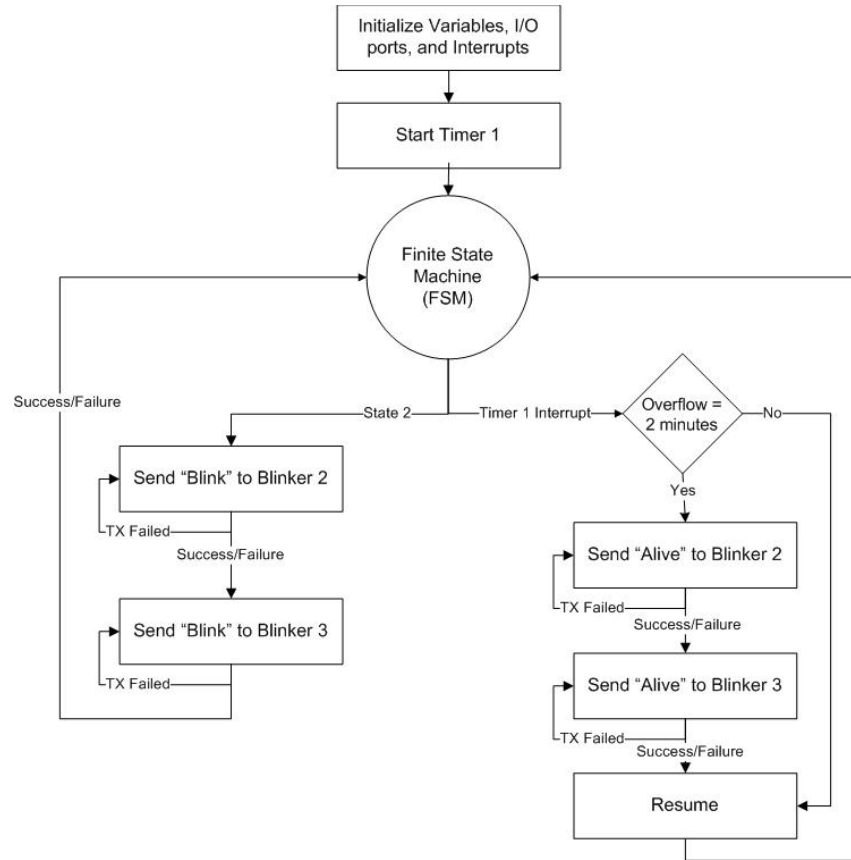 Initialize Variables, I/O
ports, and Interrupts
Start Timer 1
Finite State
Machine
(FSM)
Success/Failure
State 2
Timer 1 Interrupt
Overflow =
2 minutes
No
Yes
Send “Blink” to Blinker 2
TX Failed
Success/Failure
Send “Blink” to Blinker 3
TX Failed
Send “Alive” to Blinker 2
TX Failed
Success/Failure
Send “Alive” to Blinker 3
TX Failed
Success/Failure
Resume